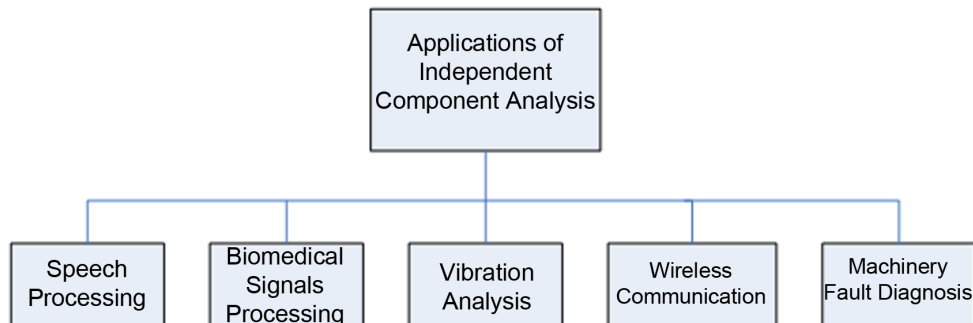 Applications of
Independent
Component Analysis
Speech
Processing
Biomedical
Signals
Processing
Vibration
Analysis
Wireless
Communication
Machinery
Fault Diagnosis